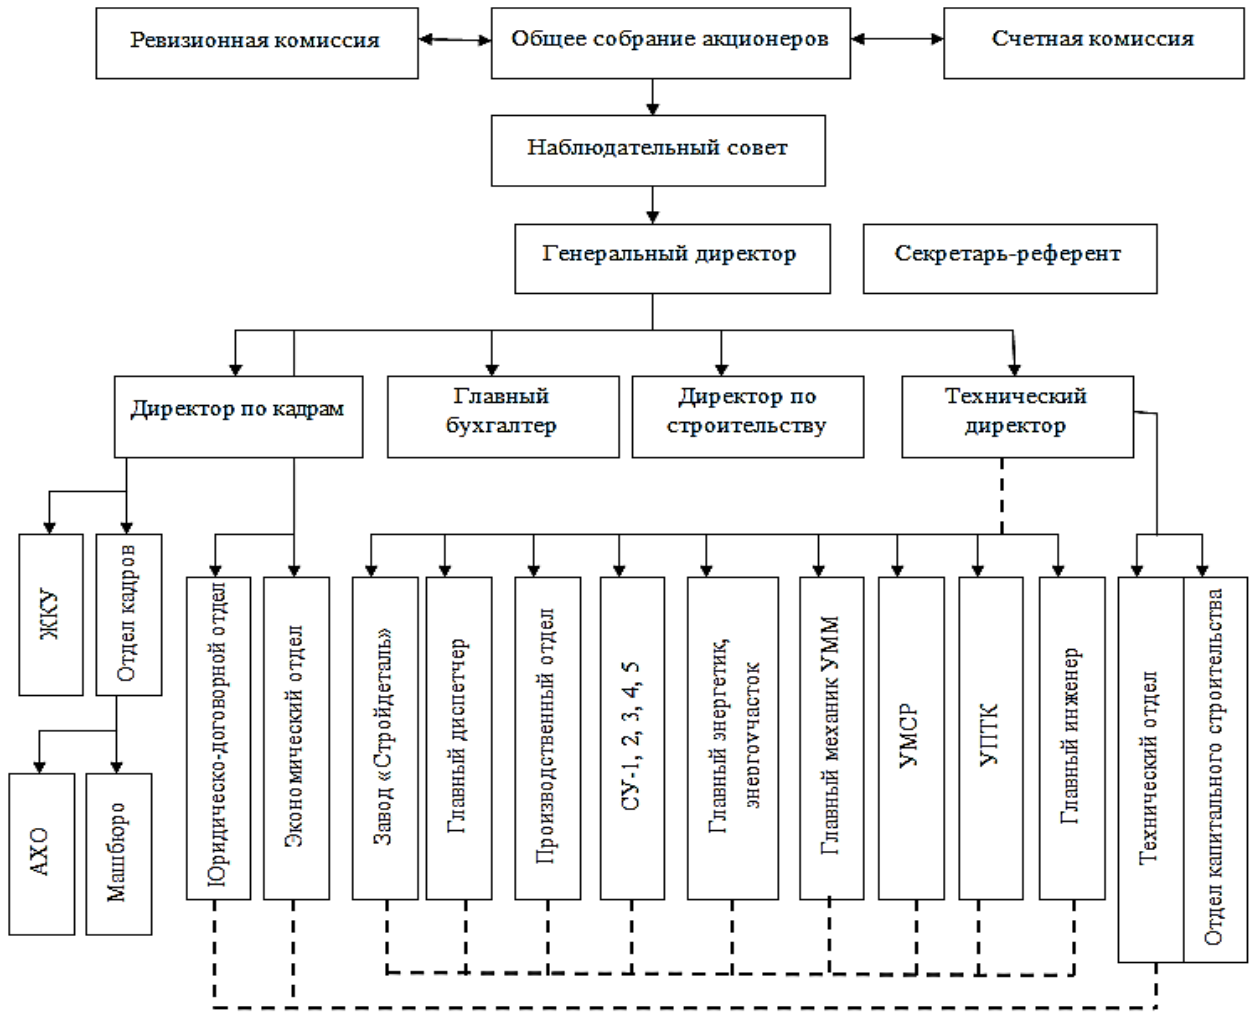 Ревизионная комиссия
Общее собрание акционеров
Счетная комиссия
Наблюдательный совет
Генеральный директор
Секретарь-референт
Директор по кадрам
Главный
бухгалтер
Директор по
строительству
Технический
директор
ЖКУ
Отдел кадров
АХО
Машбюро
Юридическо-договорной отдел
Экономический отдел
Завод «Стройдеталь»
Главный диспетчер
Производственный отдел
СУ-1, 2, 3, 4, 5
Главный энергетик,
энергоучасток
Главный механик УММ
УМСР
УПТК
Главный инженер
Технический отдел
Отдел капитального строительства